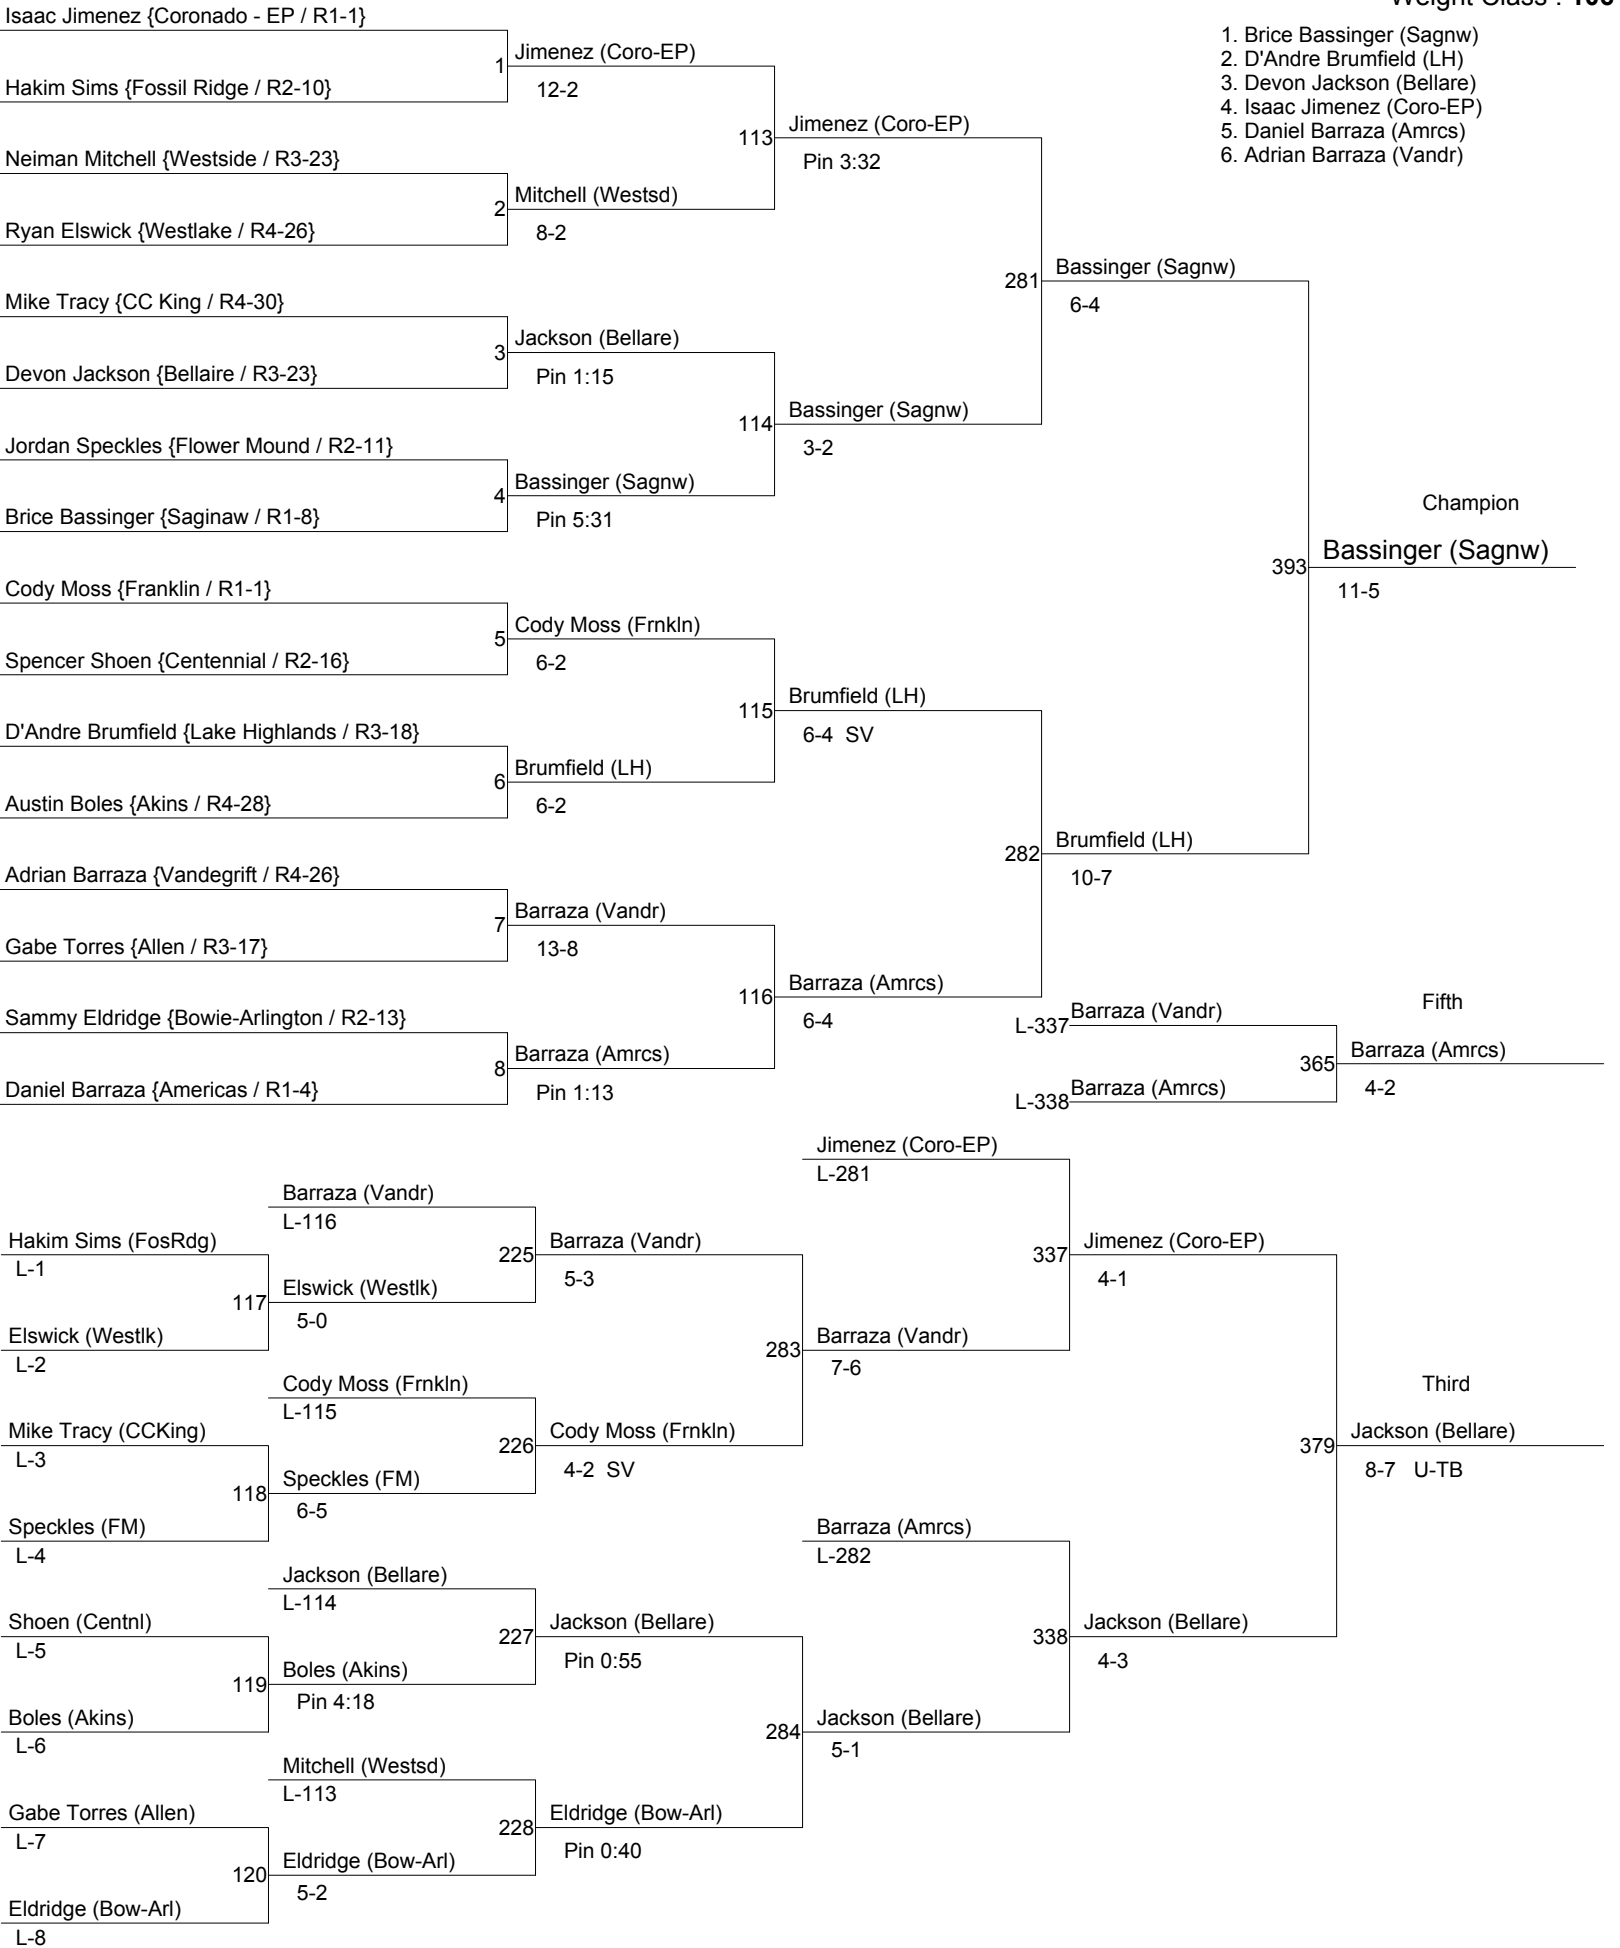 Weight Class :
1. Brice Bassinger (Sagnw)
2. D'Andre Brumfield (LH)
3. Devon Jackson (Bellare)
4. Isaac Jimenez (Coro-EP)
5. Daniel Barraza (Amrcs)
6. Adrian Barraza (Vandr)
Isaac Jimenez {Coronado - EP / R1-1}
1 Jimenez (Coro-EP)
Hakim Sims {Fossil Ridge / R2-10}
12-2
113 Jimenez (Coro-EP)
Pin 3:32
Neiman Mitchell {Westside / R3-23}
2 Mitchell (Westsd)
Ryan Elswick {Westlake / R4-26}
8-2
281 Bassinger (Sagnw)
6-4
Mike Tracy {CC King / R4-30}
3 Jackson (Bellare)
Devon Jackson {Bellaire / R3-23}
Pin 1:15
114 Bassinger (Sagnw)
3-2
Jordan Speckles {Flower Mound / R2-11}
4 Bassinger (Sagnw)
Brice Bassinger {Saginaw / R1-8}
Pin 5:31
Champion
393 Bassinger (Sagnw)
11-5
Cody Moss {Franklin / R1-1}
5 Cody Moss (Frnkln)
Spencer Shoen {Centennial / R2-16}
6-2
115 Brumfield (LH)
6-4 SV
D'Andre Brumfield {Lake Highlands / R3-18}
6 Brumfield (LH)
Austin Boles {Akins / R4-28}
6-2
282 Brumfield (LH)
10-7
Adrian Barraza {Vandegrift / R4-26}
7 Barraza (Vandr)
Gabe Torres {Allen / R3-17}
13-8
116 Barraza (Amrcs)
6-4
Sammy Eldridge {Bowie-Arlington / R2-13}
8 Barraza (Amrcs)
Daniel Barraza {Americas / R1-4}
Pin 1:13
Fifth
L-337 Barraza (Vandr)
365 Barraza (Amrcs)
4-2
L-338 Barraza (Amrcs)
Jimenez (Coro-EP)
L-281
Barraza (Vandr)
L-116
Hakim Sims (FosRdg)
L-1
225 Barraza (Vandr)
5-3
337 Jimenez (Coro-EP)
4-1
117 Elswick (Westlk)
5-0
Elswick (Westlk)
L-2
283 Barraza (Vandr)
7-6
Cody Moss (Frnkln)
L-115
Third
Mike Tracy (CCKing)
L-3
226 Cody Moss (Frnkln)
4-2 SV
379 Jackson (Bellare)
8-7 U-TB
118 Speckles (FM)
6-5
Speckles (FM)
L-4
Barraza (Amrcs)
L-282
Jackson (Bellare)
L-114
Shoen (Centnl)
L-5
227 Jackson (Bellare)
Pin 0:55
338 Jackson (Bellare)
4-3
119 Boles (Akins)
Pin 4:18
Boles (Akins)
L-6
284 Jackson (Bellare)
5-1
Mitchell (Westsd)
L-113
Gabe Torres (Allen)
L-7
228 Eldridge (Bow-Arl)
Pin 0:40
120 Eldridge (Bow-Arl)
5-2
Eldridge (Bow-Arl)
L-8